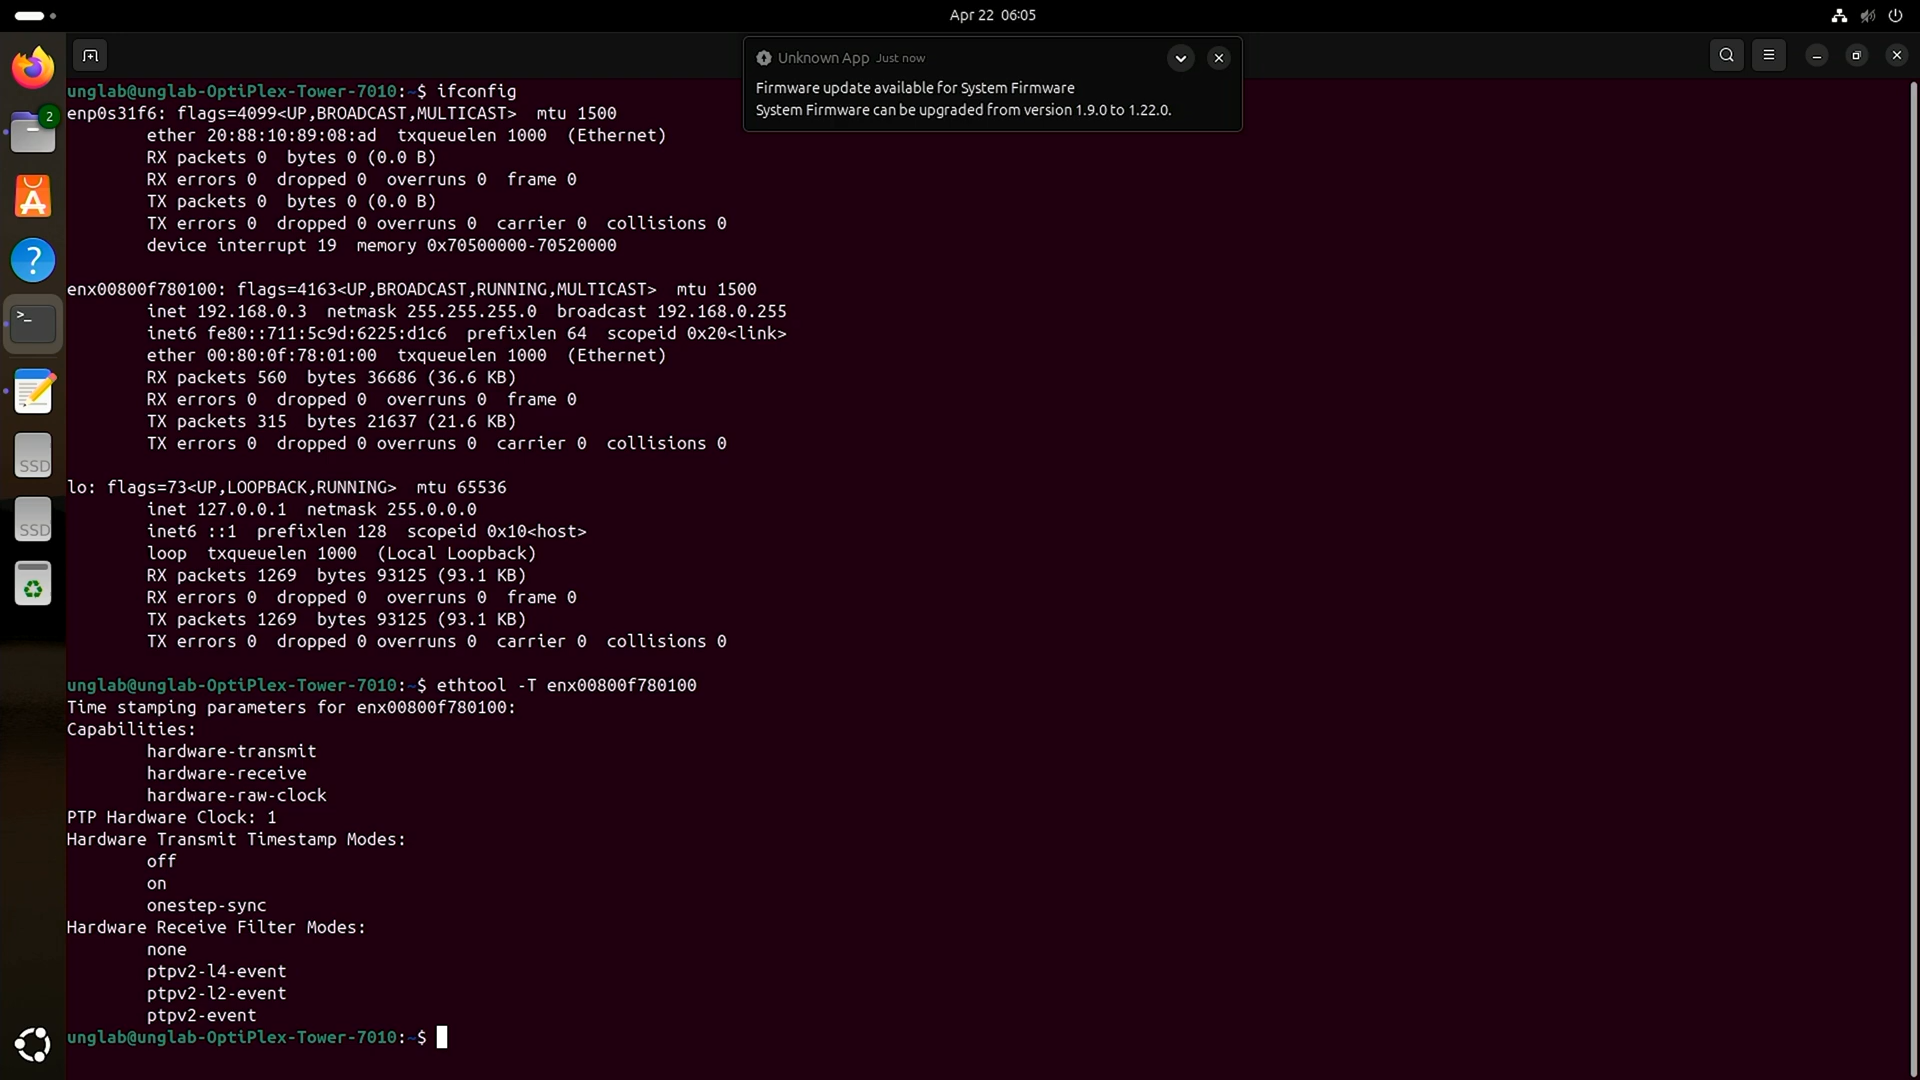 Apr 22 06:05
Unknown App Just now
Firmware update available for System Firmware
System Firmware can be upgraded from version 1.9.0 to 1.22.0.
2
unglab@unglab-OptiPlex-Tower-7010:~$ ifconfig
enp0s31f6: flags=4099<UP,BROADCAST,MULTICAST>  mtu 1500
        ether 20:88:10:89:08:ad  txqueuelen 1000  (Ethernet)
        RX packets 0  bytes 0 (0.0 B)
        RX errors 0  dropped 0  overruns 0  frame 0
        TX packets 0  bytes 0 (0.0 B)
        TX errors 0  dropped 0 overruns 0  carrier 0  collisions 0
        device interrupt 19  memory 0x70500000-70520000

enx00800f780100: flags=4163<UP,BROADCAST,RUNNING,MULTICAST>  mtu 1500
        inet 192.168.0.3  netmask 255.255.255.0  broadcast 192.168.0.255
        inet6 fe80::711:5c9d:6225:d1c6  prefixlen 64  scopeid 0x20<link>
        ether 00:80:0f:78:01:00  txqueuelen 1000  (Ethernet)
        RX packets 560  bytes 36686 (36.6 KB)
        RX errors 0  dropped 0  overruns 0  frame 0
        TX packets 315  bytes 21637 (21.6 KB)
        TX errors 0  dropped 0 overruns 0  carrier 0  collisions 0

lo: flags=73<UP,LOOPBACK,RUNNING>  mtu 65536
        inet 127.0.0.1  netmask 255.0.0.0
        inet6 ::1  prefixlen 128  scopeid 0x10<host>
        loop  txqueuelen 1000  (Local Loopback)
        RX packets 1269  bytes 93125 (93.1 KB)
        RX errors 0  dropped 0  overruns 0  frame 0
        TX packets 1269  bytes 93125 (93.1 KB)
        TX errors 0  dropped 0 overruns 0  carrier 0  collisions 0

unglab@unglab-OptiPlex-Tower-7010:~$ ethtool -T enx00800f780100
Time stamping parameters for enx00800f780100:
Capabilities:
        hardware-transmit
        hardware-receive
        hardware-raw-clock
PTP Hardware Clock: 1
Hardware Transmit Timestamp Modes:
        off
        on
        onestep-sync
Hardware Receive Filter Modes:
        none
        ptpv2-l4-event
        ptpv2-l2-event
        ptpv2-event
unglab@unglab-OptiPlex-Tower-7010:~$
SSD
SSD